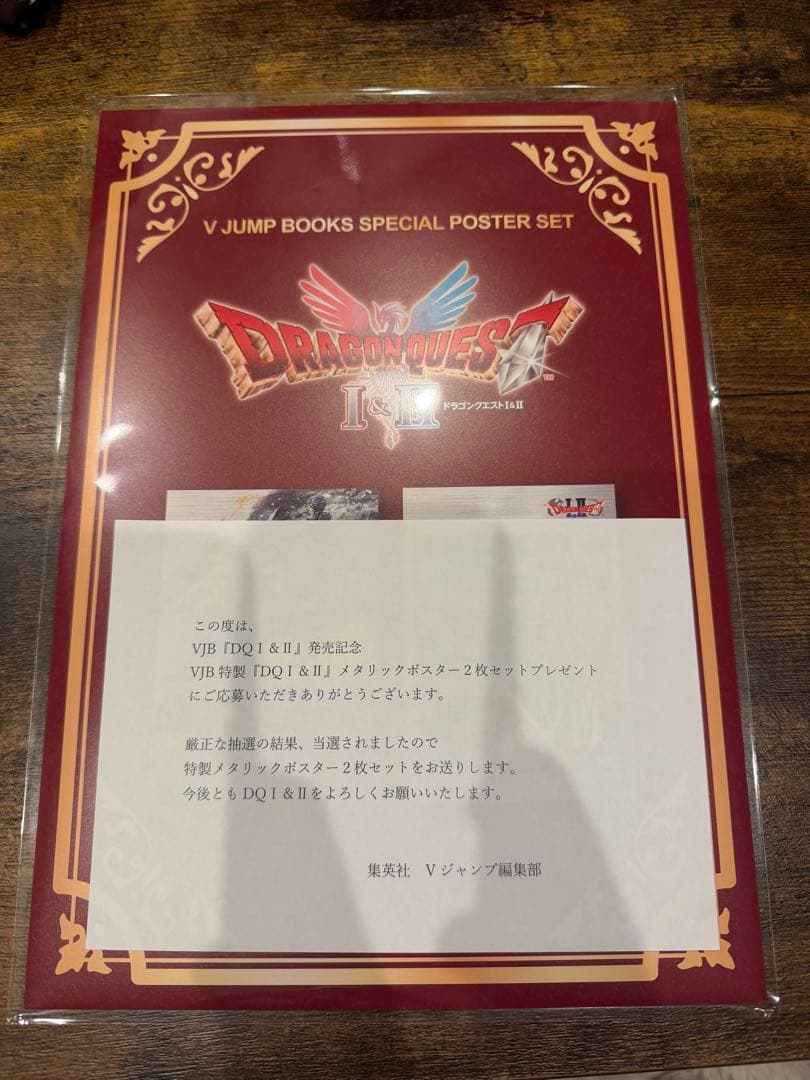 V JUMP BOOKS SPECIAL POSTER SET
DRAGON QUEST
TM
I & II
ドラゴンクエストI&II
I II
DRAGON QUEST
この度は、
VJB『DQⅠ&Ⅱ』発売記念
VJB特製『DQⅠ&Ⅱ』メタリックポスター2枚セットプレゼント
にご応募いただきありがとうございます。
厳正な抽選の結果、当選されましたので
特製メタリックポスター2枚セットをお送りします。
今後ともDQⅠ&Ⅱをよろしくお願いいたします。
集英社 Vジャンプ編集部